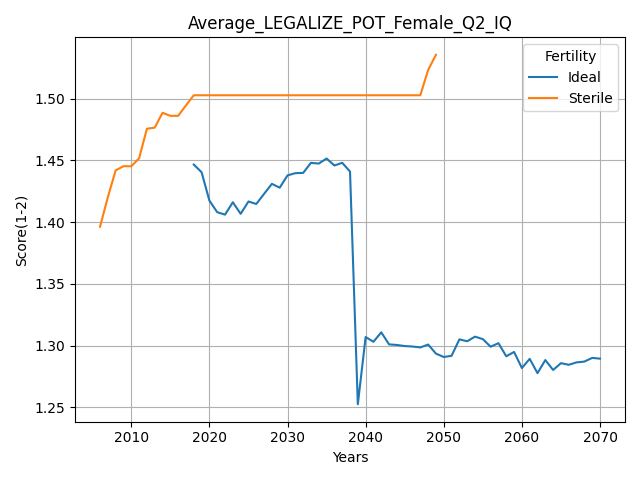 Average_LEGALIZE_POT_Female_Q2_IQ
Score(1-2)
1.50
1.45
1.40
1.35
1.30
1.25
Fertility
Ideal
Sterile
2010 2020 2030 2040 2050 2060 2070
Years